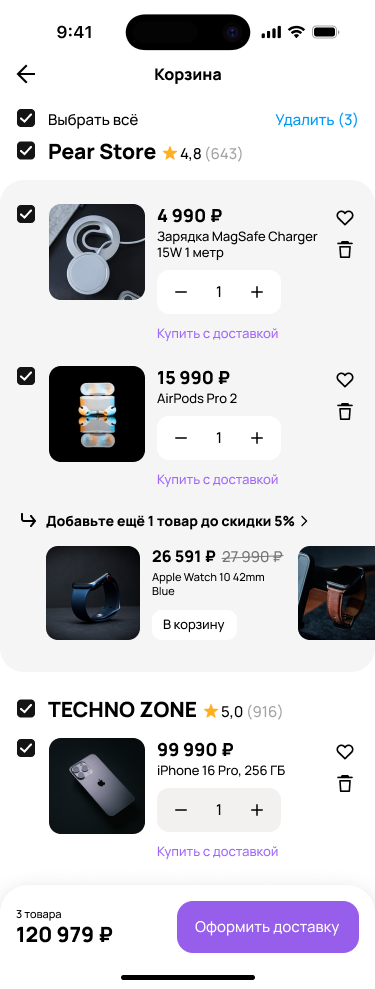 9:41
Корзина
Выбрать всё
Удалить (3)
Pear Store 4,8 (643)
4 990 ₽
Зарядка MagSafe Charger
15W 1 метр
1
Купить с доставкой
15 990 ₽
AirPods Pro 2
1
Купить с доставкой
Добавьте ещё 1 товар до скидки 5%
26 591 ₽ 27 990 ₽
Apple Watch 10 42mm
Blue
В корзину
TECHNO ZONE 5,0 (916)
99 990 ₽
iPhone 16 Pro, 256 ГБ
1
Купить с доставкой
3 товара
120 979 ₽
Оформить доставку